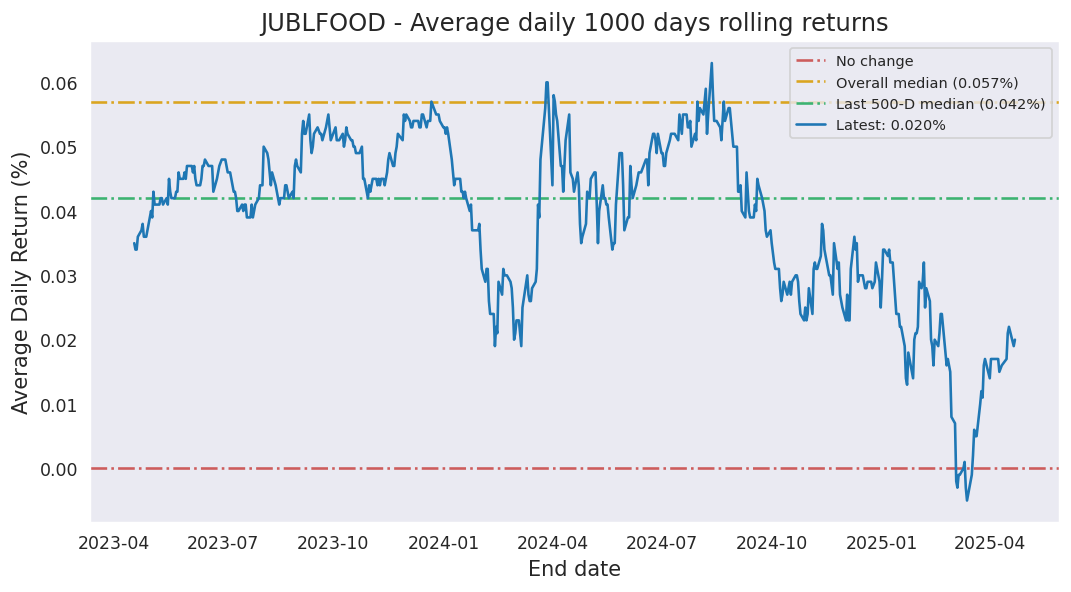 JUBLFOOD - Average daily 1000 days rolling returns
No change
Overall median (0.057%)
Last 500-D median (0.042%)
Latest: 0.020%
Average Daily Return (%)
0.06
0.05
0.04
0.03
0.02
0.01
0.00
2023-04 2023-07 2023-10 2024-01 2024-04 2024-07 2024-10 2025-01 2025-04
End date